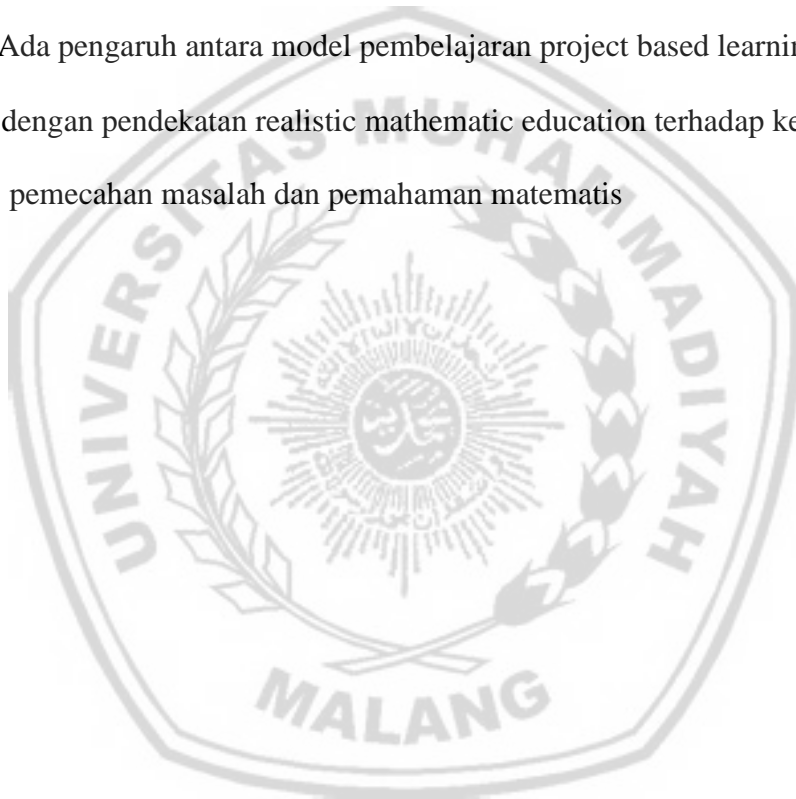 Ada pengaruh antara model pembelajaran project based
dengan pendekatan realistic mathematic education terhadap
pemecahan masalah dan pemahaman matematis
UNIVERSITAS MUHAMMADIYAH
MALANG